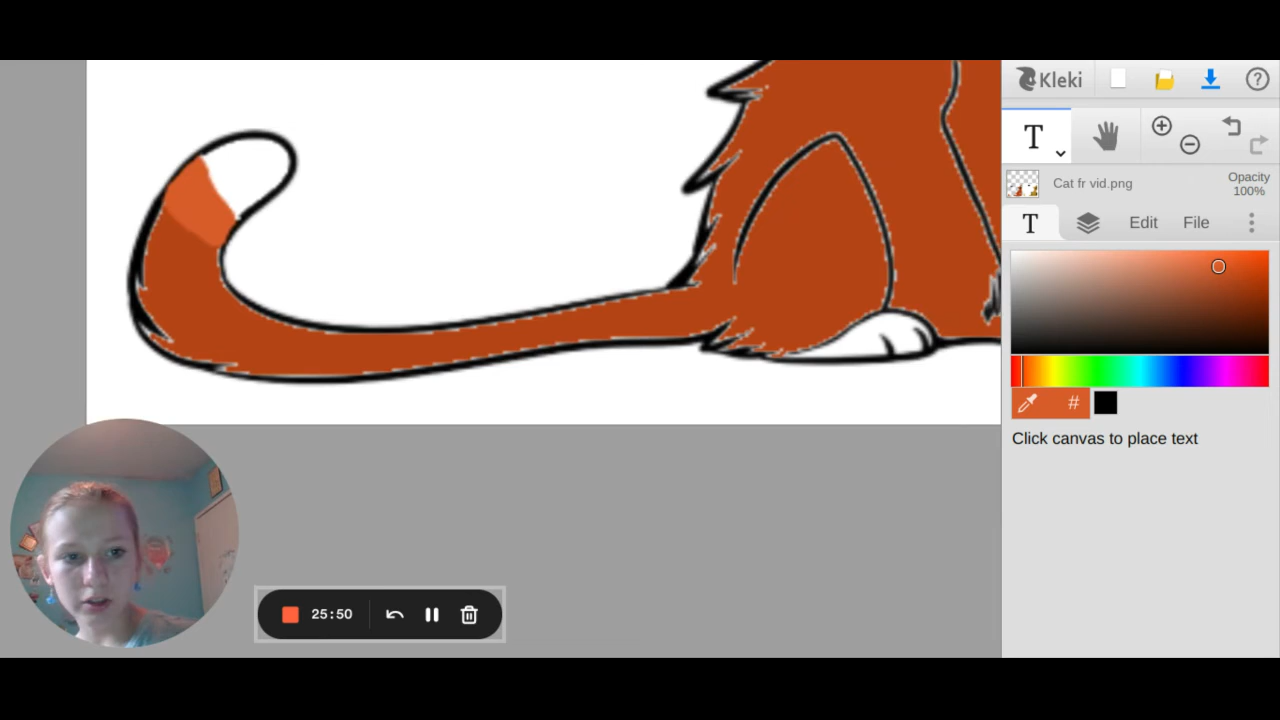 Kleki
T
Cat fr vid.png
Opacity
100%
T
Edit
File
#
Click canvas to place text
25:50